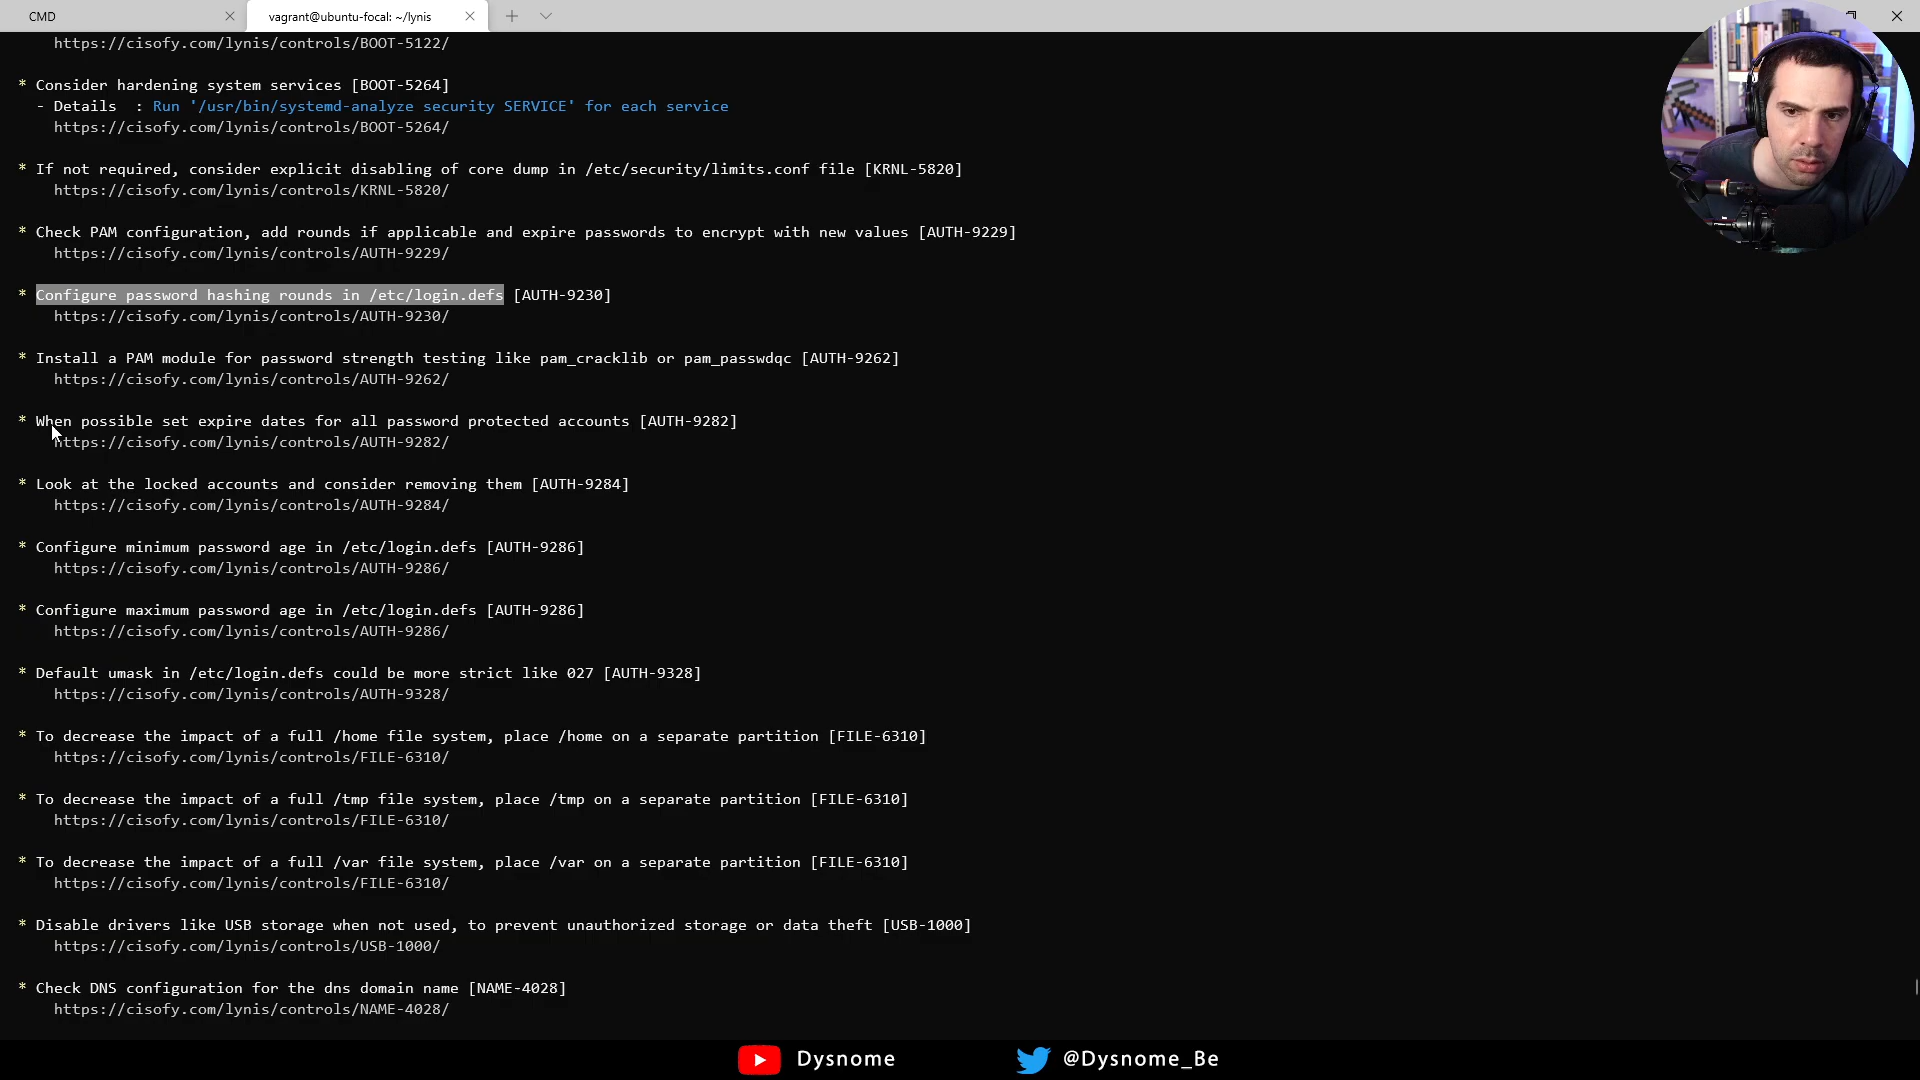 CMD
vagrant@ubuntu-focal: ~/lynis
https://cisofy.com/lynis/controls/BOOT-5122/
* Consider hardening system services [BOOT-5264]
- Details  : Run '/usr/bin/systemd-analyze security SERVICE' for each service
https://cisofy.com/lynis/controls/BOOT-5264/
* If not required, consider explicit disabling of core dump in /etc/security/limits.conf file [KRNL-5820]
https://cisofy.com/lynis/controls/KRNL-5820/
* Check PAM configuration, add rounds if applicable and expire passwords to encrypt with new values [AUTH-9229]
https://cisofy.com/lynis/controls/AUTH-9229/
* Configure password hashing rounds in /etc/login.defs [AUTH-9230]
https://cisofy.com/lynis/controls/AUTH-9230/
* Install a PAM module for password strength testing like pam_cracklib or pam_passwdqc [AUTH-9262]
https://cisofy.com/lynis/controls/AUTH-9262/
* When possible set expire dates for all password protected accounts [AUTH-9282]
https://cisofy.com/lynis/controls/AUTH-9282/
* Look at the locked accounts and consider removing them [AUTH-9284]
https://cisofy.com/lynis/controls/AUTH-9284/
* Configure minimum password age in /etc/login.defs [AUTH-9286]
https://cisofy.com/lynis/controls/AUTH-9286/
* Configure maximum password age in /etc/login.defs [AUTH-9286]
https://cisofy.com/lynis/controls/AUTH-9286/
* Default umask in /etc/login.defs could be more strict like 027 [AUTH-9328]
https://cisofy.com/lynis/controls/AUTH-9328/
* To decrease the impact of a full /home file system, place /home on a separate partition [FILE-6310]
https://cisofy.com/lynis/controls/FILE-6310/
* To decrease the impact of a full /tmp file system, place /tmp on a separate partition [FILE-6310]
https://cisofy.com/lynis/controls/FILE-6310/
* To decrease the impact of a full /var file system, place /var on a separate partition [FILE-6310]
https://cisofy.com/lynis/controls/FILE-6310/
* Disable drivers like USB storage when not used, to prevent unauthorized storage or data theft [USB-1000]
https://cisofy.com/lynis/controls/USB-1000/
* Check DNS configuration for the dns domain name [NAME-4028]
https://cisofy.com/lynis/controls/NAME-4028/
Dysnome
@Dysnome_Be